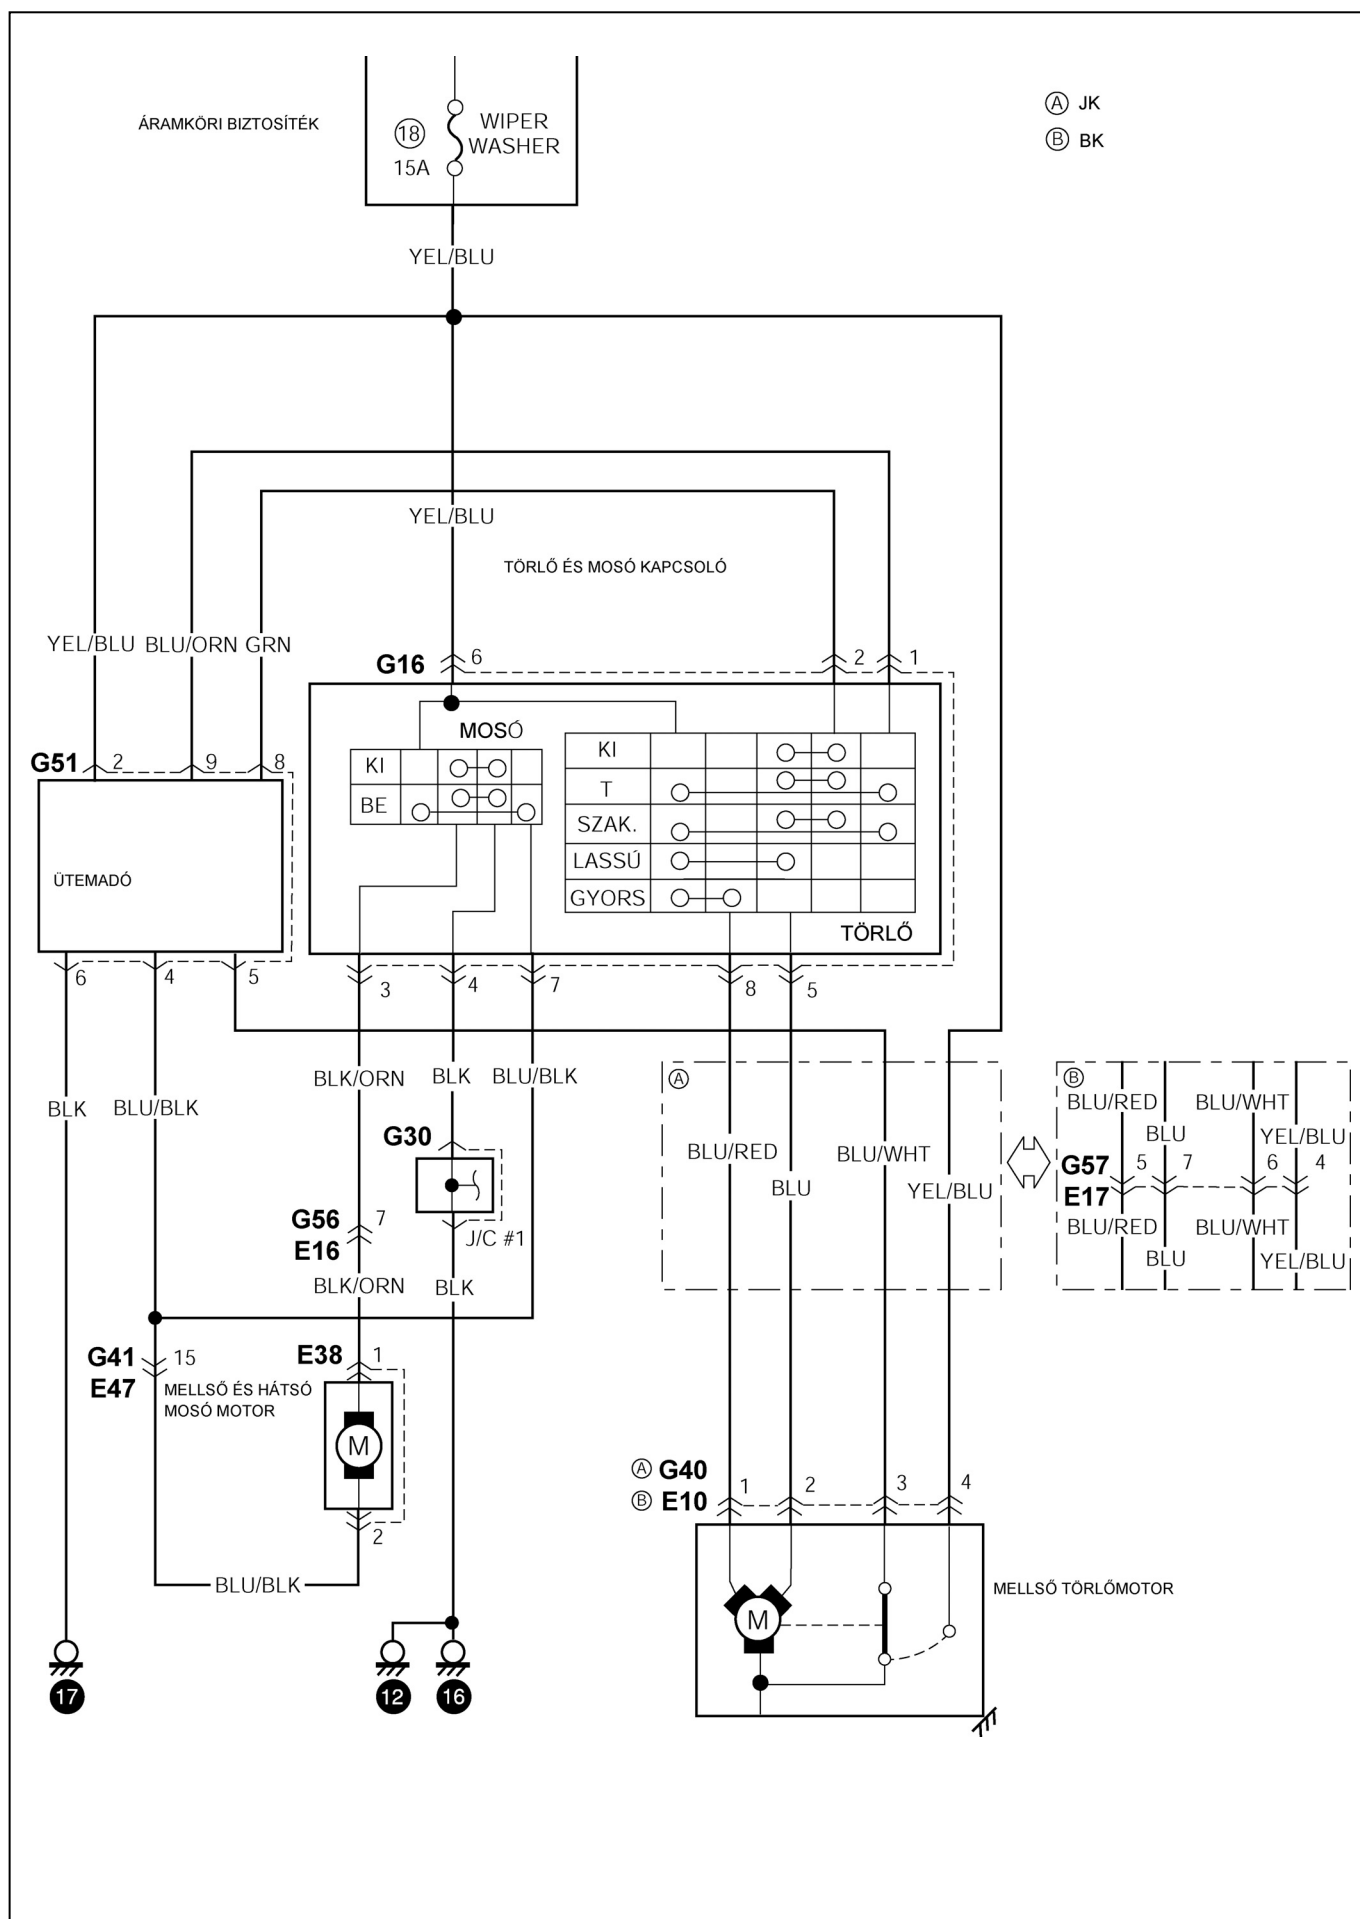 ÁRAMKÖRI BIZTOSÍTÉK
18
15A
WIPER
WASHER
A JK
B BK
YEL/BLU
YEL/BLU
TÖRLŐ ÉS MOSÓ KAPCSOLÓ
YEL/BLU BLU/ORN GRN
G16 6 2 1
MOSÓ
KI
BE
KI
T
SZAK.
LASSÚ
GYORS
TÖRLŐ
G51 2 9 8
ÜTEMADÓ
6 4 5
3 4 7 8 5
BLK/ORN BLK BLU/BLK
BLK BLU/BLK
A
BLU/RED BLU/WHT
BLU YEL/BLU
B
BLU/RED BLU/WHT
BLU YEL/BLU
G57 5 7 6 4
E17
BLU/RED BLU/WHT
BLU YEL/BLU
G30
J/C #1
G56 7
E16
BLK/ORN BLK
G41 15
E47
E38 1
MELLSŐ ÉS HÁTSÓ
MOSÓ MOTOR
M
2
BLU/BLK
A G40 1 2 3 4
B E10
M
MELLSŐ TÖRLŐMOTOR
17 12 16